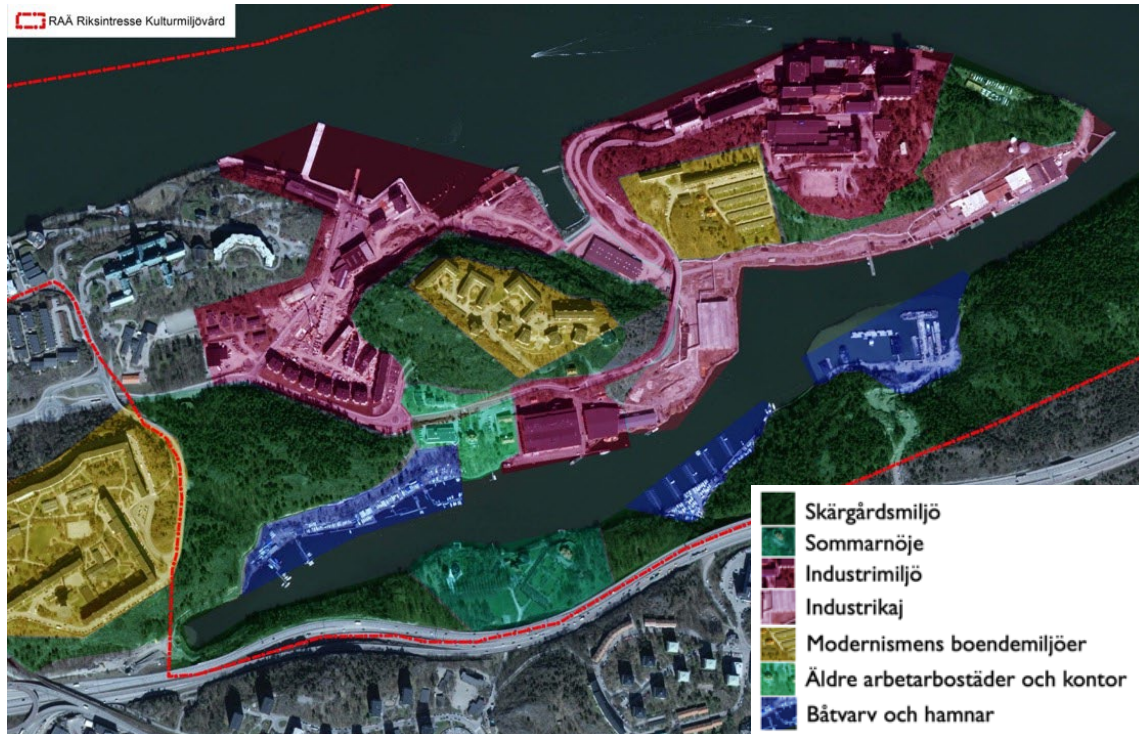 RAÄ Riksintresse Kulturmiljövård
Skärgårdsmiljö
Sommarnöje
Industrimiljö
Industrikaj
Modernismens boendemiljöer
Äldre arbetarbostäder och kontor
Båtvarv och hamnar